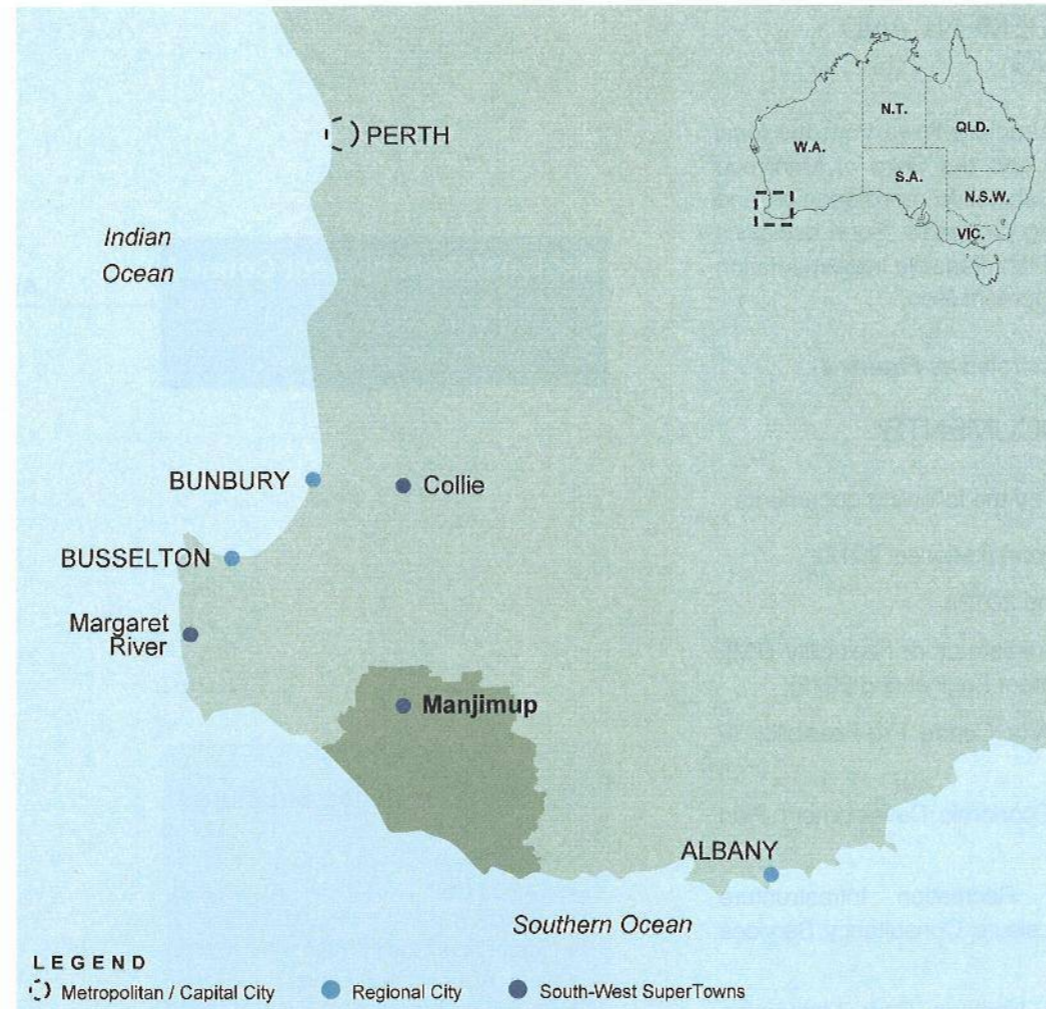 PERTH
Indian
Ocean
N.T.
QLD.
W.A.
S.A.
N.S.W.
VIC.
BUNBURY
Collie
BUSSELTON
Margaret
River
Manjimup
ALBANY
Southern Ocean
LEGEND
Metropolitan / Capital City
Regional City
South-West SuperTowns